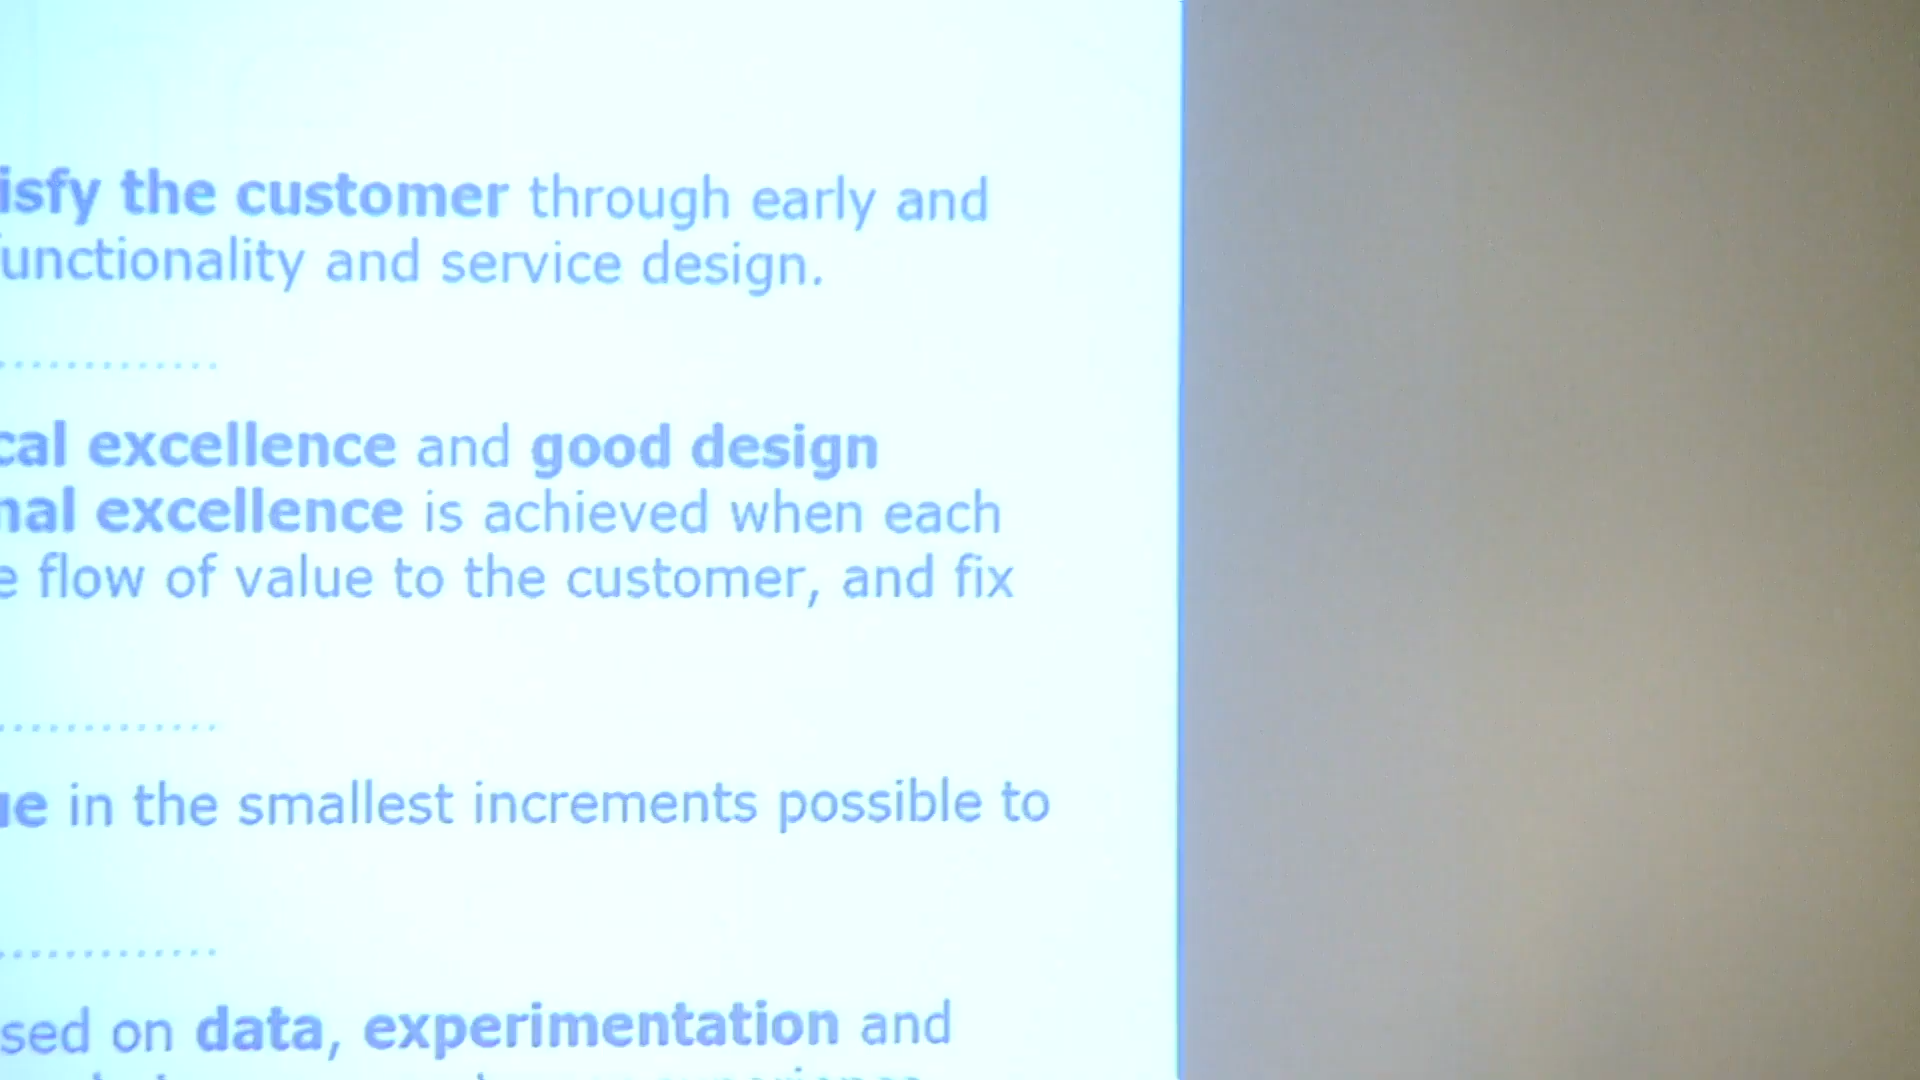 isfy the customer through early and
unctionality and service design.
.............
cal excellence and good design
nal excellence is achieved when each
e flow of value to the customer, and fix
.............
ue in the smallest increments possible to
.............
sed on data, experimentation and